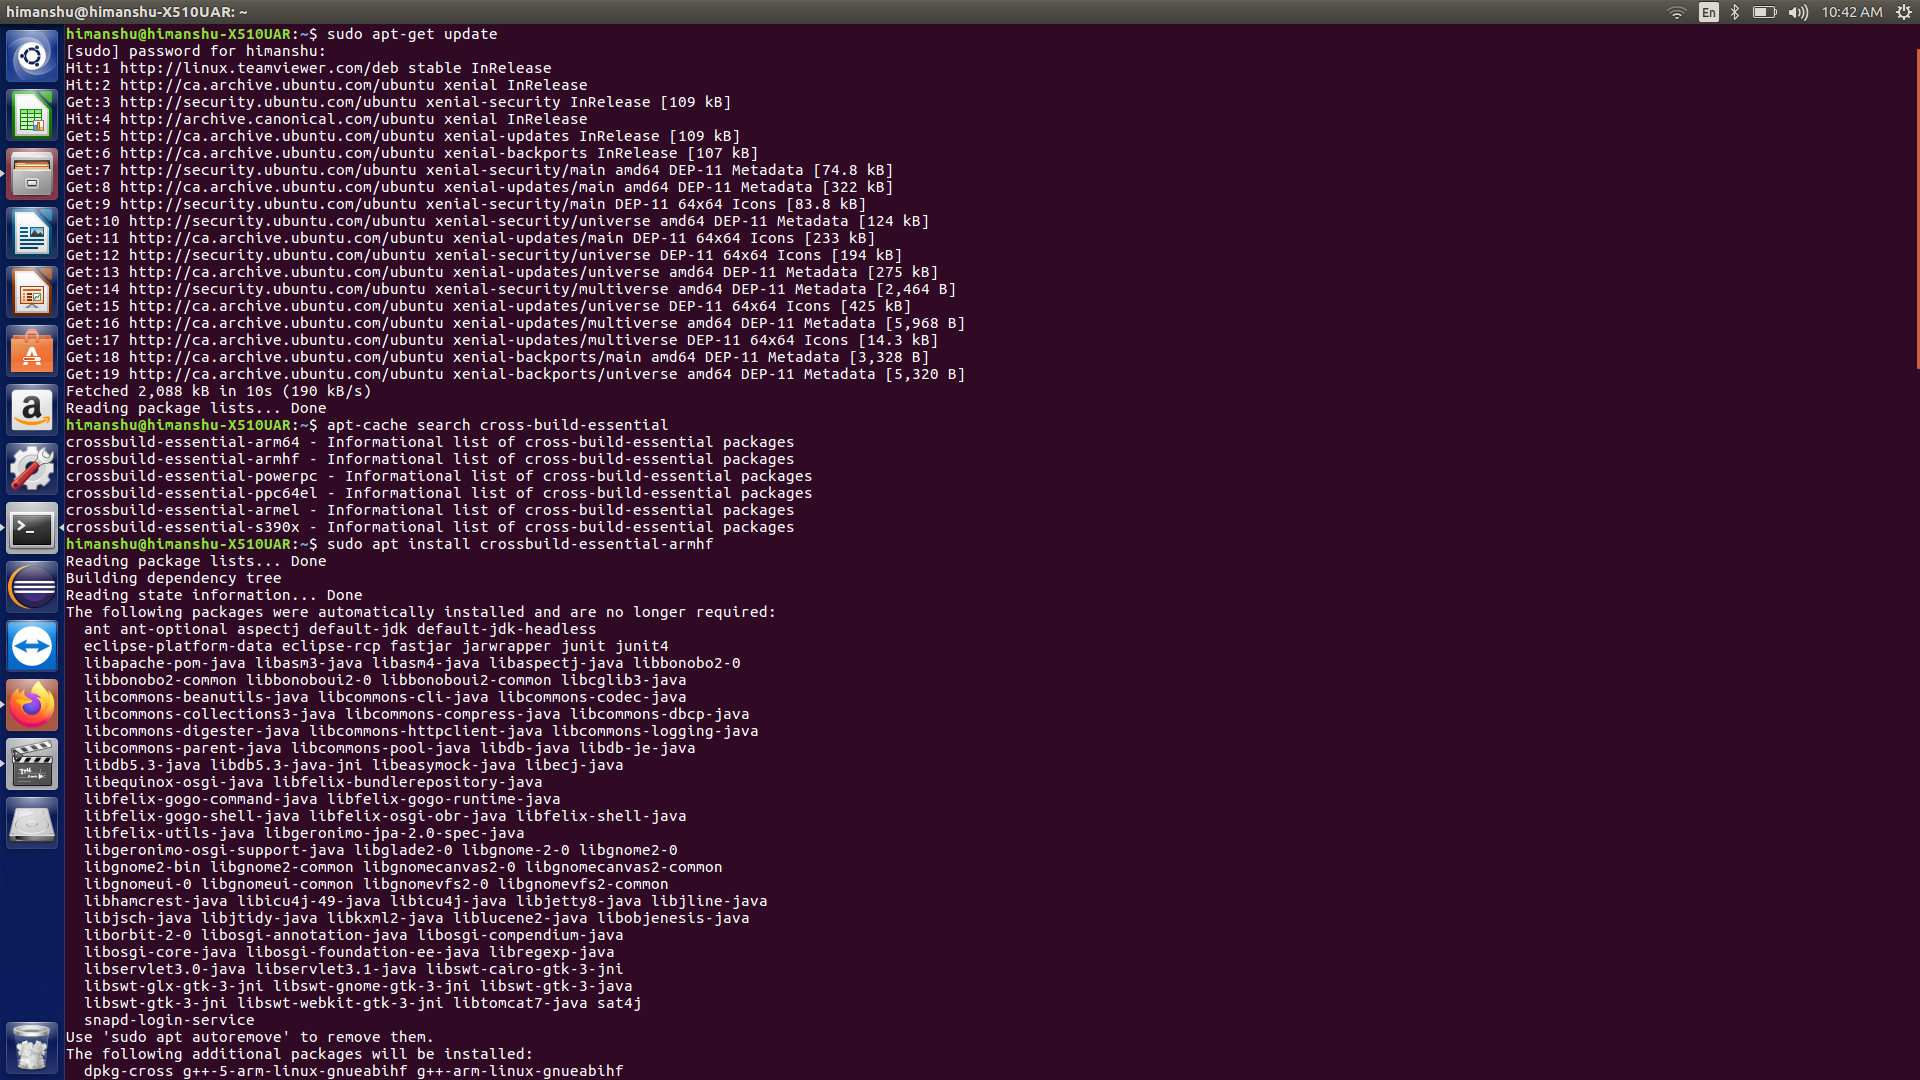 himanshu@himanshu-X510UAR: ~
En
10:42 AM
himanshu@himanshu-X510UAR:~$ sudo apt-get update
[sudo] password for himanshu:
Hit:1 http://linux.teamviewer.com/deb stable InRelease
Hit:2 http://ca.archive.ubuntu.com/ubuntu xenial InRelease
Get:3 http://security.ubuntu.com/ubuntu xenial-security InRelease [109 kB]
Hit:4 http://archive.canonical.com/ubuntu xenial InRelease
Get:5 http://ca.archive.ubuntu.com/ubuntu xenial-updates InRelease [109 kB]
Get:6 http://ca.archive.ubuntu.com/ubuntu xenial-backports InRelease [107 kB]
Get:7 http://security.ubuntu.com/ubuntu xenial-security/main amd64 DEP-11 Metadata [74.8 kB]
Get:8 http://ca.archive.ubuntu.com/ubuntu xenial-updates/main amd64 DEP-11 Metadata [322 kB]
Get:9 http://security.ubuntu.com/ubuntu xenial-security/main DEP-11 64x64 Icons [83.8 kB]
Get:10 http://security.ubuntu.com/ubuntu xenial-security/universe amd64 DEP-11 Metadata [124 kB]
Get:11 http://ca.archive.ubuntu.com/ubuntu xenial-updates/main DEP-11 64x64 Icons [233 kB]
Get:12 http://security.ubuntu.com/ubuntu xenial-security/universe DEP-11 64x64 Icons [194 kB]
Get:13 http://ca.archive.ubuntu.com/ubuntu xenial-updates/universe amd64 DEP-11 Metadata [275 kB]
Get:14 http://security.ubuntu.com/ubuntu xenial-security/multiverse amd64 DEP-11 Metadata [2,464 B]
Get:15 http://ca.archive.ubuntu.com/ubuntu xenial-updates/universe DEP-11 64x64 Icons [425 kB]
Get:16 http://ca.archive.ubuntu.com/ubuntu xenial-updates/multiverse amd64 DEP-11 Metadata [5,968 B]
Get:17 http://ca.archive.ubuntu.com/ubuntu xenial-updates/multiverse DEP-11 64x64 Icons [14.3 kB]
Get:18 http://ca.archive.ubuntu.com/ubuntu xenial-backports/main amd64 DEP-11 Metadata [3,328 B]
Get:19 http://ca.archive.ubuntu.com/ubuntu xenial-backports/universe amd64 DEP-11 Metadata [5,320 B]
Fetched 2,088 kB in 10s (190 kB/s)
Reading package lists... Done
himanshu@himanshu-X510UAR:~$ apt-cache search cross-build-essential
crossbuild-essential-arm64 - Informational list of cross-build-essential packages
crossbuild-essential-armhf - Informational list of cross-build-essential packages
crossbuild-essential-powerpc - Informational list of cross-build-essential packages
crossbuild-essential-ppc64el - Informational list of cross-build-essential packages
crossbuild-essential-armel - Informational list of cross-build-essential packages
crossbuild-essential-s390x - Informational list of cross-build-essential packages
himanshu@himanshu-X510UAR:~$ sudo apt install crossbuild-essential-armhf
Reading package lists... Done
Building dependency tree
Reading state information... Done
The following packages were automatically installed and are no longer required:
  ant ant-optional aspectj default-jdk default-jdk-headless
  eclipse-platform-data eclipse-rcp fastjar jarwrapper junit junit4
  libapache-pom-java libasm3-java libasm4-java libaspectj-java libbonobo2-0
  libbonobo2-common libbonoboui2-0 libbonoboui2-common libcglib3-java
  libcommons-beanutils-java libcommons-cli-java libcommons-codec-java
  libcommons-collections3-java libcommons-compress-java libcommons-dbcp-java
  libcommons-digester-java libcommons-httpclient-java libcommons-logging-java
  libcommons-parent-java libcommons-pool-java libdb-java libdb-je-java
  libdb5.3-java libdb5.3-java-jni libeasymock-java libecj-java
  libequinox-osgi-java libfelix-bundlerepository-java
  libfelix-gogo-command-java libfelix-gogo-runtime-java
  libfelix-gogo-shell-java libfelix-osgi-obr-java libfelix-shell-java
  libfelix-utils-java libgeronimo-jpa-2.0-spec-java
  libgeronimo-osgi-support-java libglade2-0 libgnome-2-0 libgnome2-0
  libgnome2-bin libgnome2-common libgnomecanvas2-0 libgnomecanvas2-common
  libgnomeui-0 libgnomeui-common libgnomevfs2-0 libgnomevfs2-common
  libhamcrest-java libicu4j-49-java libicu4j-java libjetty8-java libjline-java
  libjsch-java libjtidy-java libkxml2-java liblucene2-java libobjenesis-java
  liborbit-2-0 libosgi-annotation-java libosgi-compendium-java
  libosgi-core-java libosgi-foundation-ee-java libregexp-java
  libservlet3.0-java libservlet3.1-java libswt-cairo-gtk-3-jni
  libswt-glx-gtk-3-jni libswt-gnome-gtk-3-jni libswt-gtk-3-java
  libswt-gtk-3-jni libswt-webkit-gtk-3-jni libtomcat7-java sat4j
  snapd-login-service
Use 'sudo apt autoremove' to remove them.
The following additional packages will be installed:
  dpkg-cross g++-5-arm-linux-gnueabihf g++-arm-linux-gnueabihf